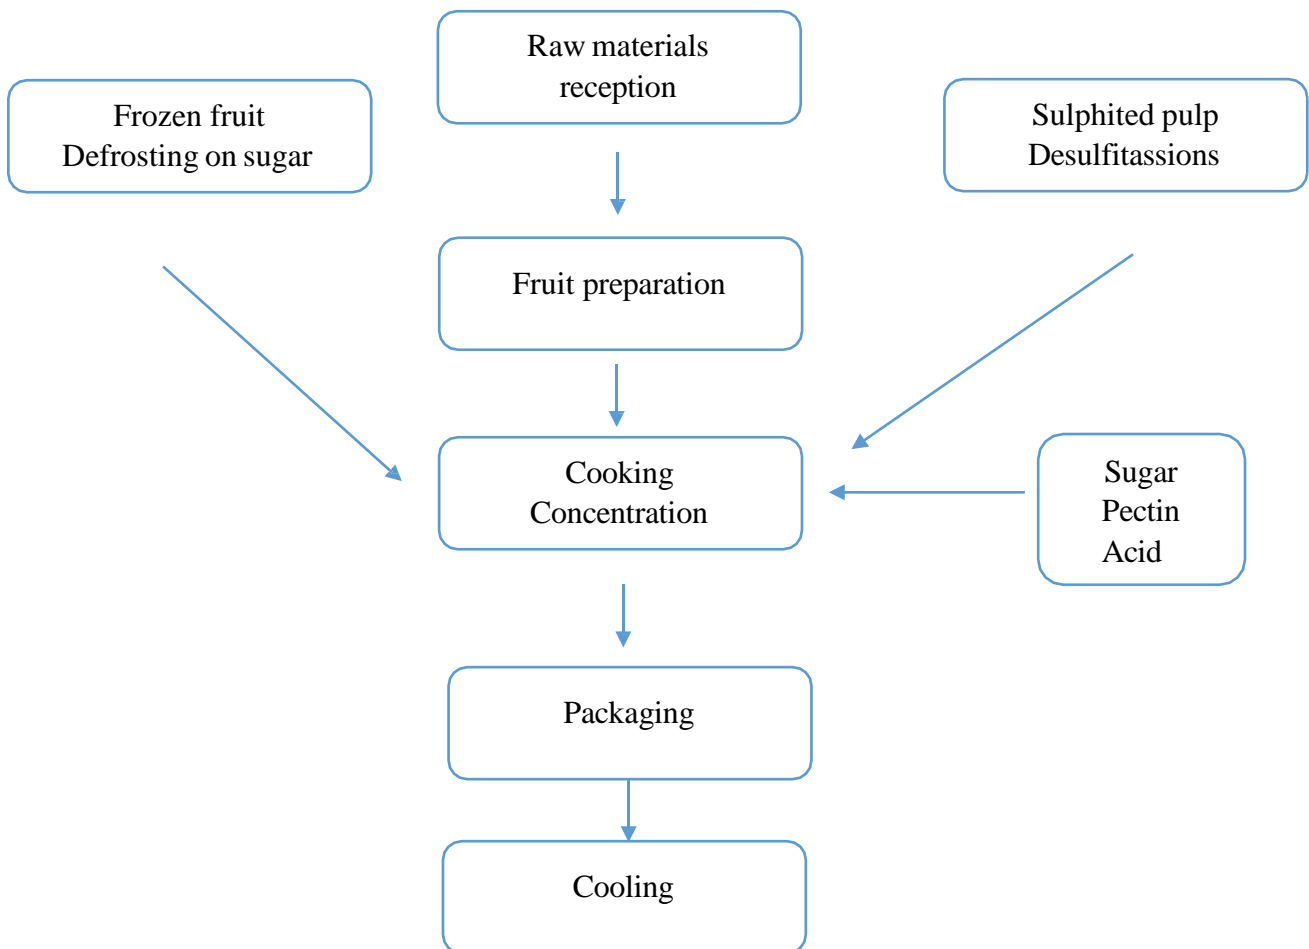 Raw materials
reception
Frozen fruit
Defrosting on sugar
Sulphited pulp
Desulfitassions
Fruit preparation
Cooking
Concentration
Sugar
Pectin
Acid
Packaging
Cooling